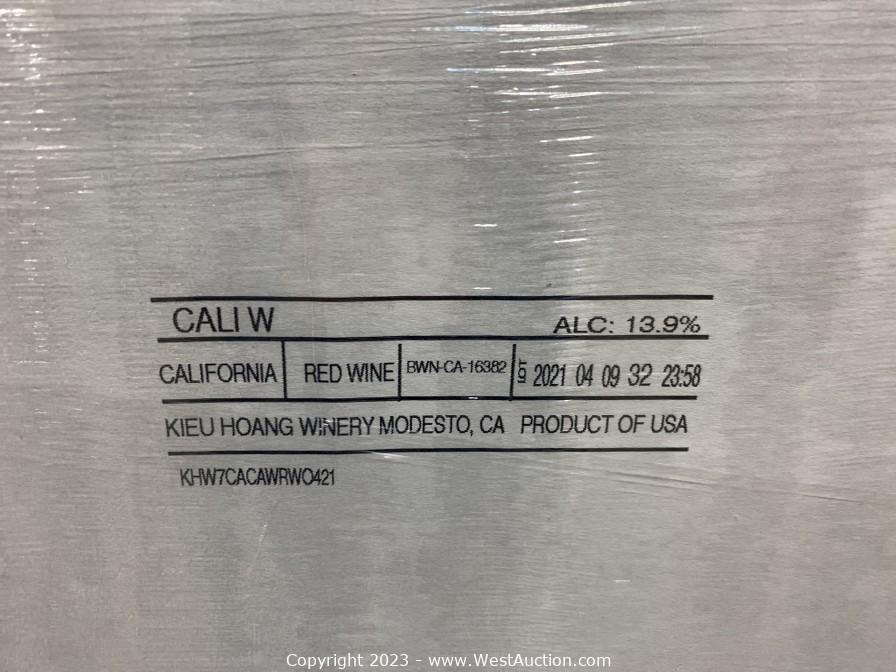 CALI W ALC: 13.9%
CALIFORNIA RED WINE BWN-CA-16382 LOT 2021 04 09 32 23:58
KIEU HOANG WINERY MODESTO, CA PRODUCT OF USA
KHW7CACAWRWO421
Copyright 2023 - www.WestAuction.com